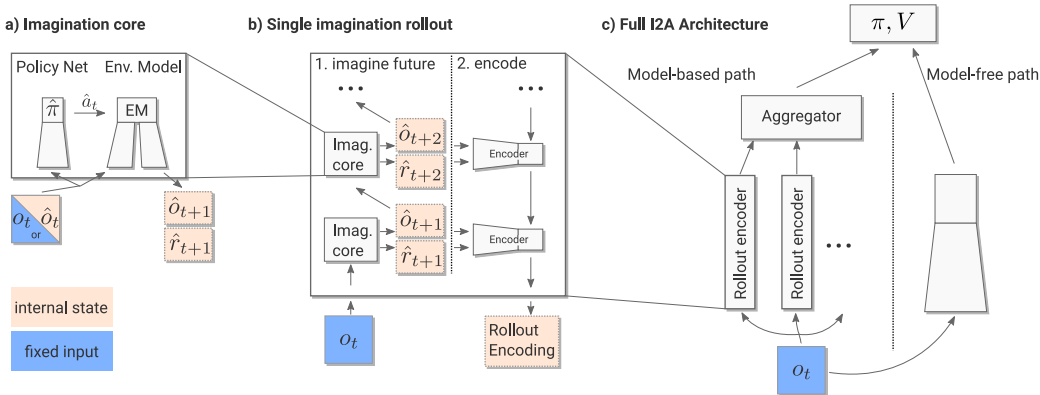 a) Imagination core
Policy Net
Env. Model
π̂
â_t
EM
o_t or ô_t
ô_{t+1}
r̂_{t+1}
internal state
fixed input
b) Single imagination rollout
1. imagine future
2. encode
•••
•••
ô_{t+2}
Imag.
core
r̂_{t+2}
Encoder
ô_{t+1}
Imag.
core
r̂_{t+1}
Encoder
o_t
Rollout
Encoding
c) Full I2A Architecture
π, V
Model-based path
Model-free path
Aggregator
Rollout encoder
Rollout encoder
•••
o_t